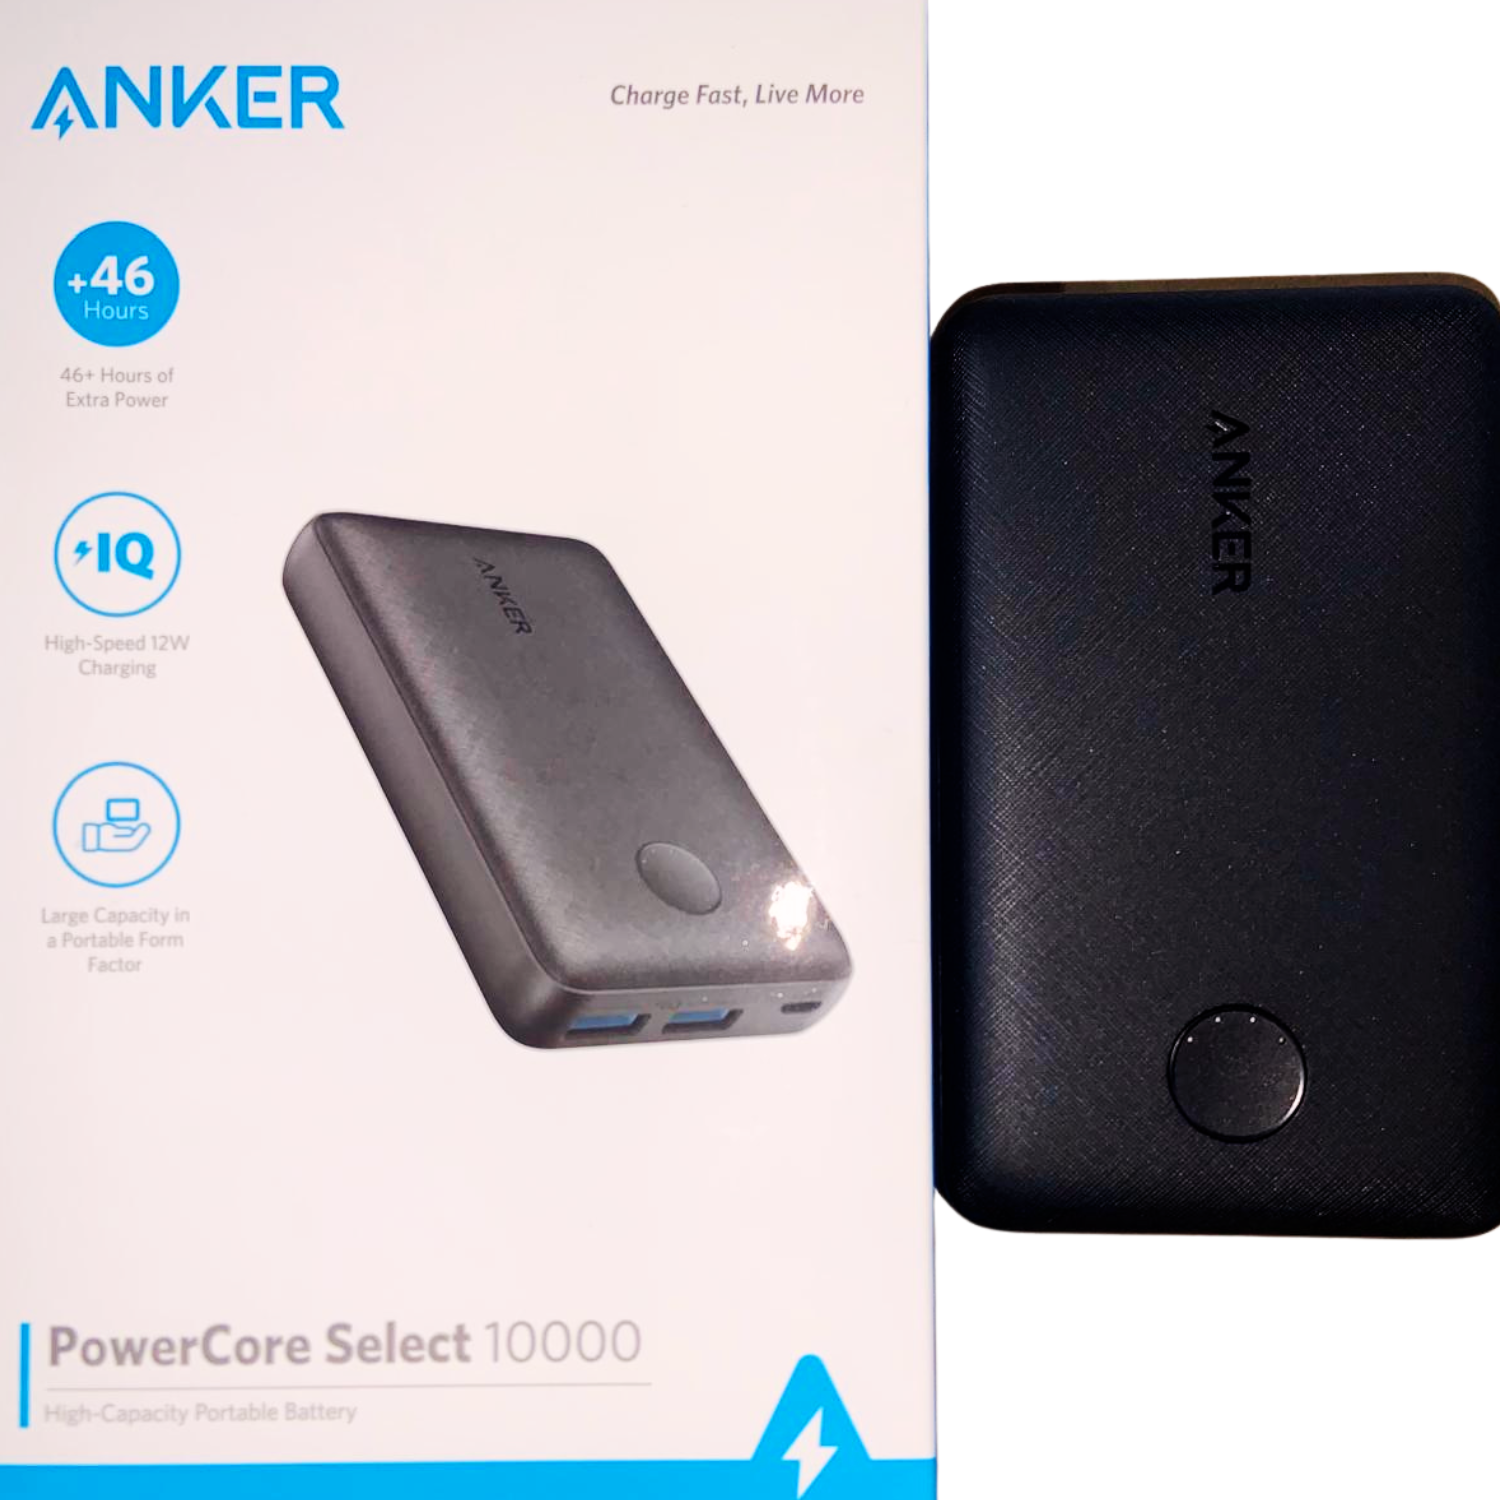 ANKER
Charge Fast, Live More
+46
Hours
46+ Hours of
Extra Power
IQ
High-Speed 12W
Charging
Large Capacity in
a Portable Form
Factor
ANKER
ANKER
PowerCore Select 10000
High-Capacity Portable Battery